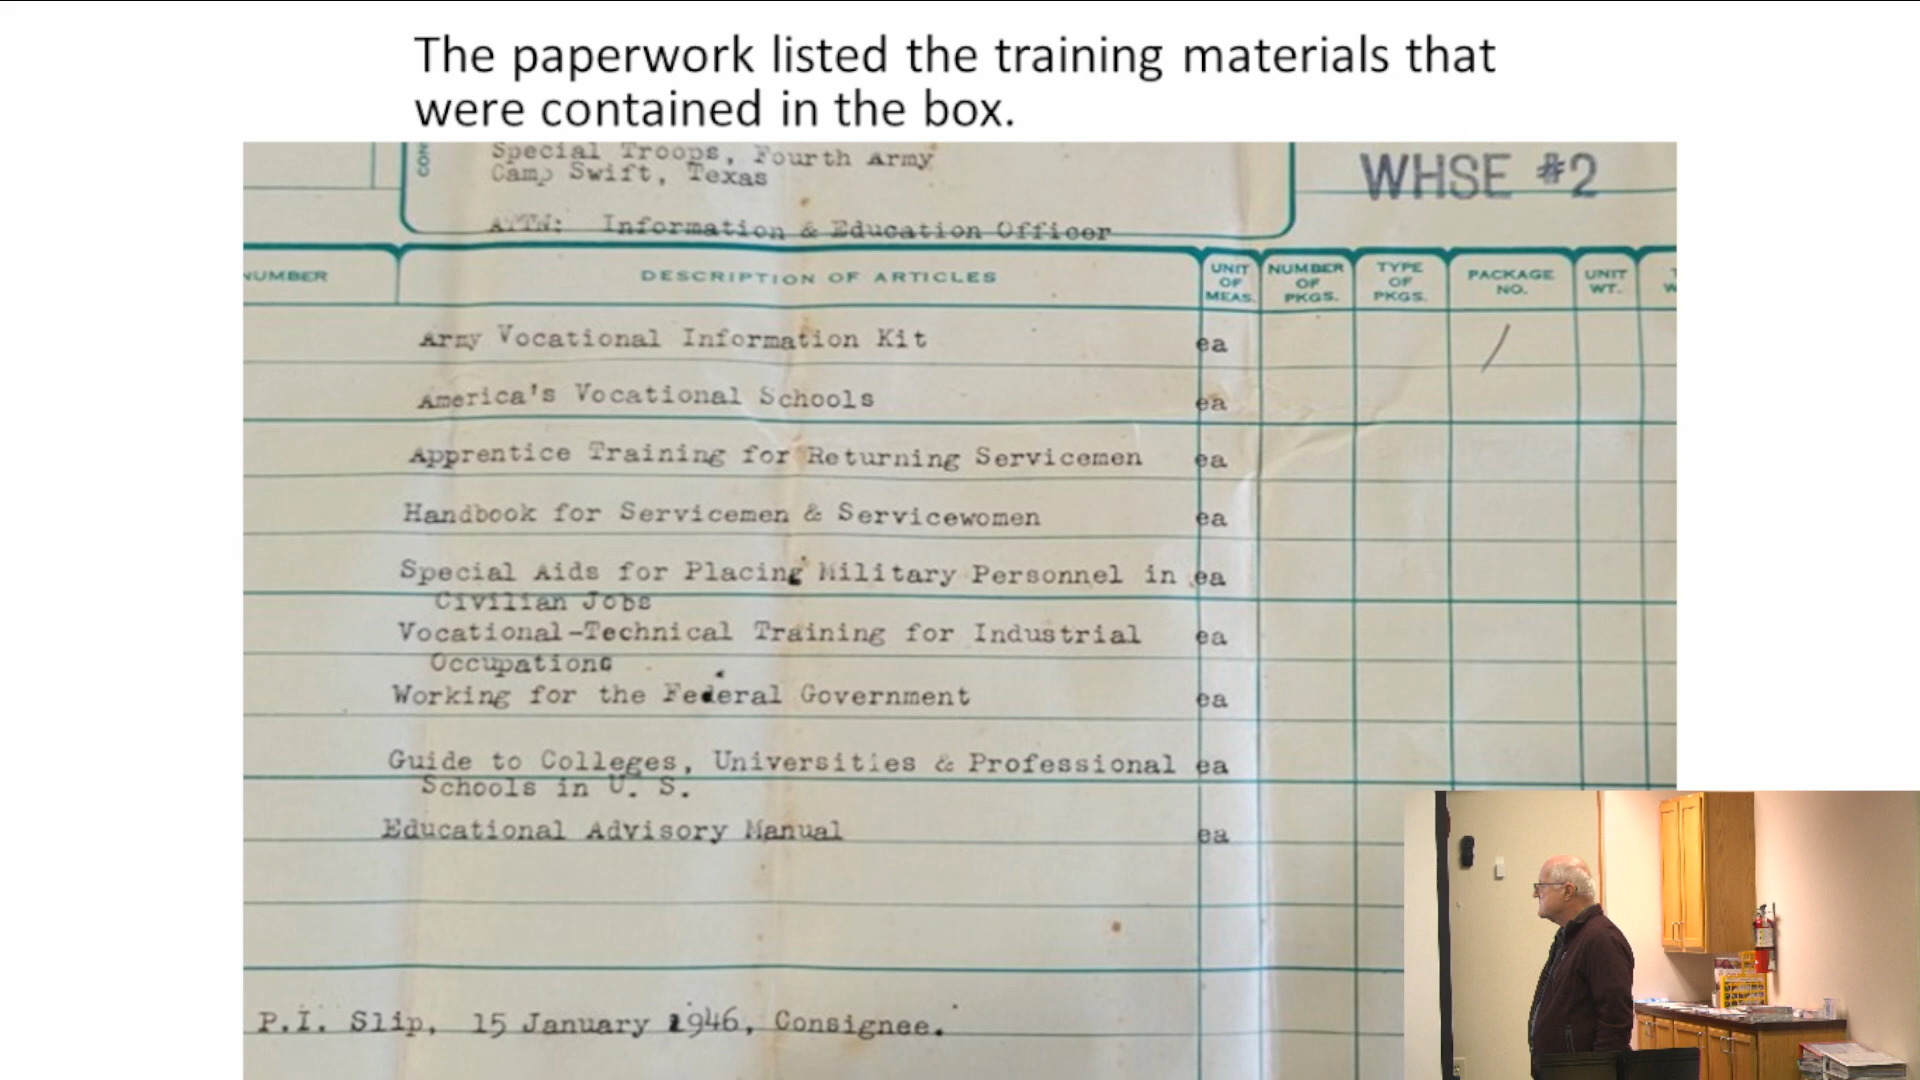 The paperwork listed the training materials that
were contained in the box.
CON
Special Troops, Fourth Army
Camp Swift, Texas
ATTN: Information & Education Officer
WHSE #2
NUMBER
DESCRIPTION OF ARTICLES
UNIT OF MEAS.
NUMBER OF PKGS.
TYPE OF PKGS.
PACKAGE NO.
UNIT WT.
Army Vocational Information Kit ea /
America's Vocational Schools ea
Apprentice Training for Returning Servicemen ea
Handbook for Servicemen & Servicewomen ea
Special Aids for Placing Military Personnel in ea
Civilian Jobs
Vocational-Technical Training for Industrial ea
Occupations
Working for the Federal Government ea
Guide to Colleges, Universities & Professional ea
Schools in U. S.
Educational Advisory Manual ea
P.I. Slip, 15 January 1946, Consignee.